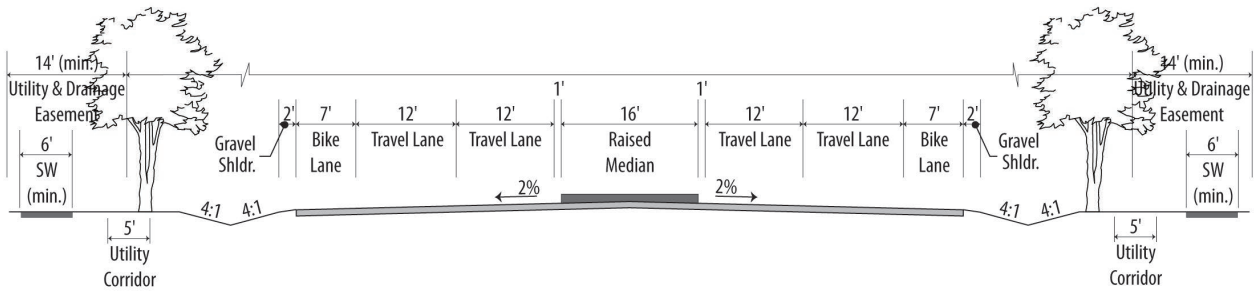 14' (min.)
Utility & Drainage
Easement
6'
SW
(min.)
5'
Utility
Corridor
4:1
4:1
Gravel
Shldr.
2'
7'
Bike
Lane
12'
Travel Lane
12'
Travel Lane
1'
16'
Raised
Median
1'
2%
2%
12'
Travel Lane
12'
Travel Lane
7'
Bike
Lane
2'
Gravel
Shldr.
4:1
4:1
14' (min.)
Utility & Drainage
Easement
6'
SW
(min.)
5'
Utility
Corridor